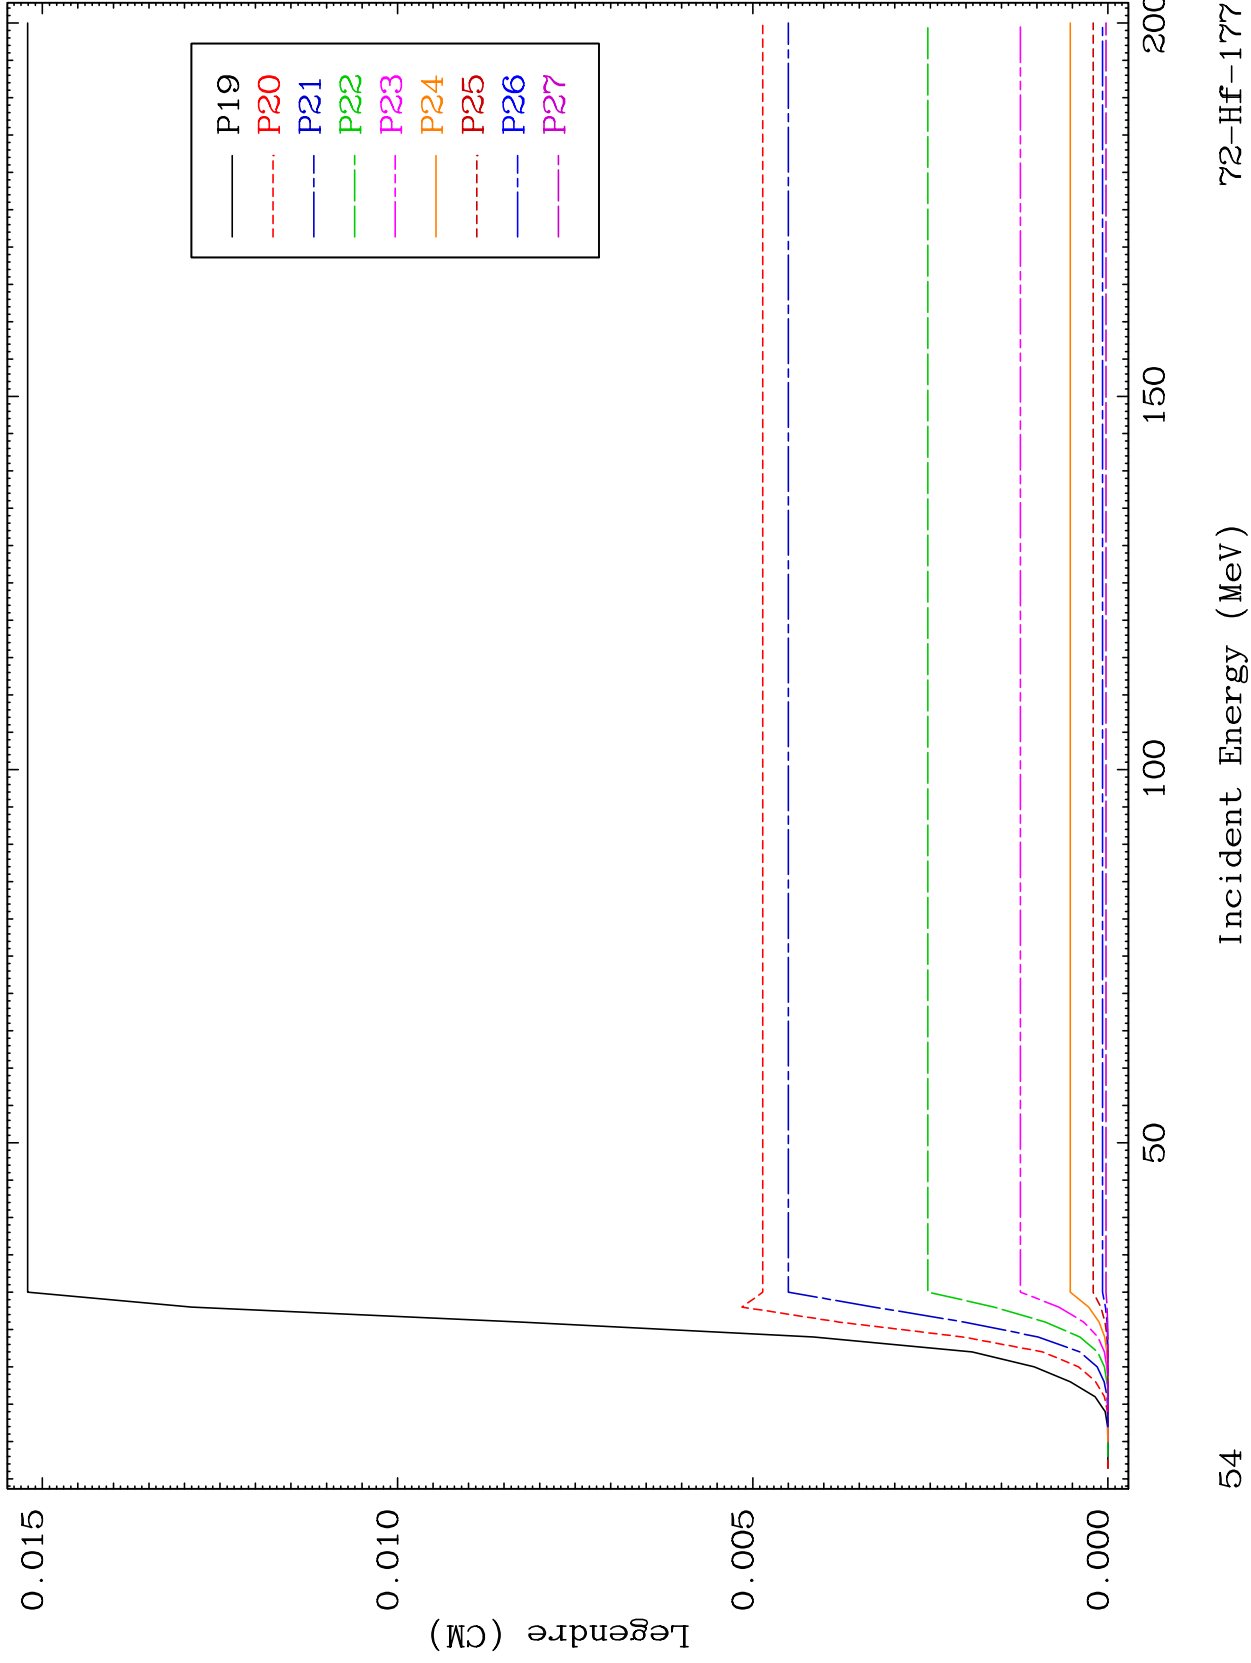 P19
P20
P21
P22
P23
P24
P25
P26
P27
Legendre (CM)
0.015
0.010
0.005
0.000
50
100
150
200
Incident Energy (MeV)
54
72-Hf-177